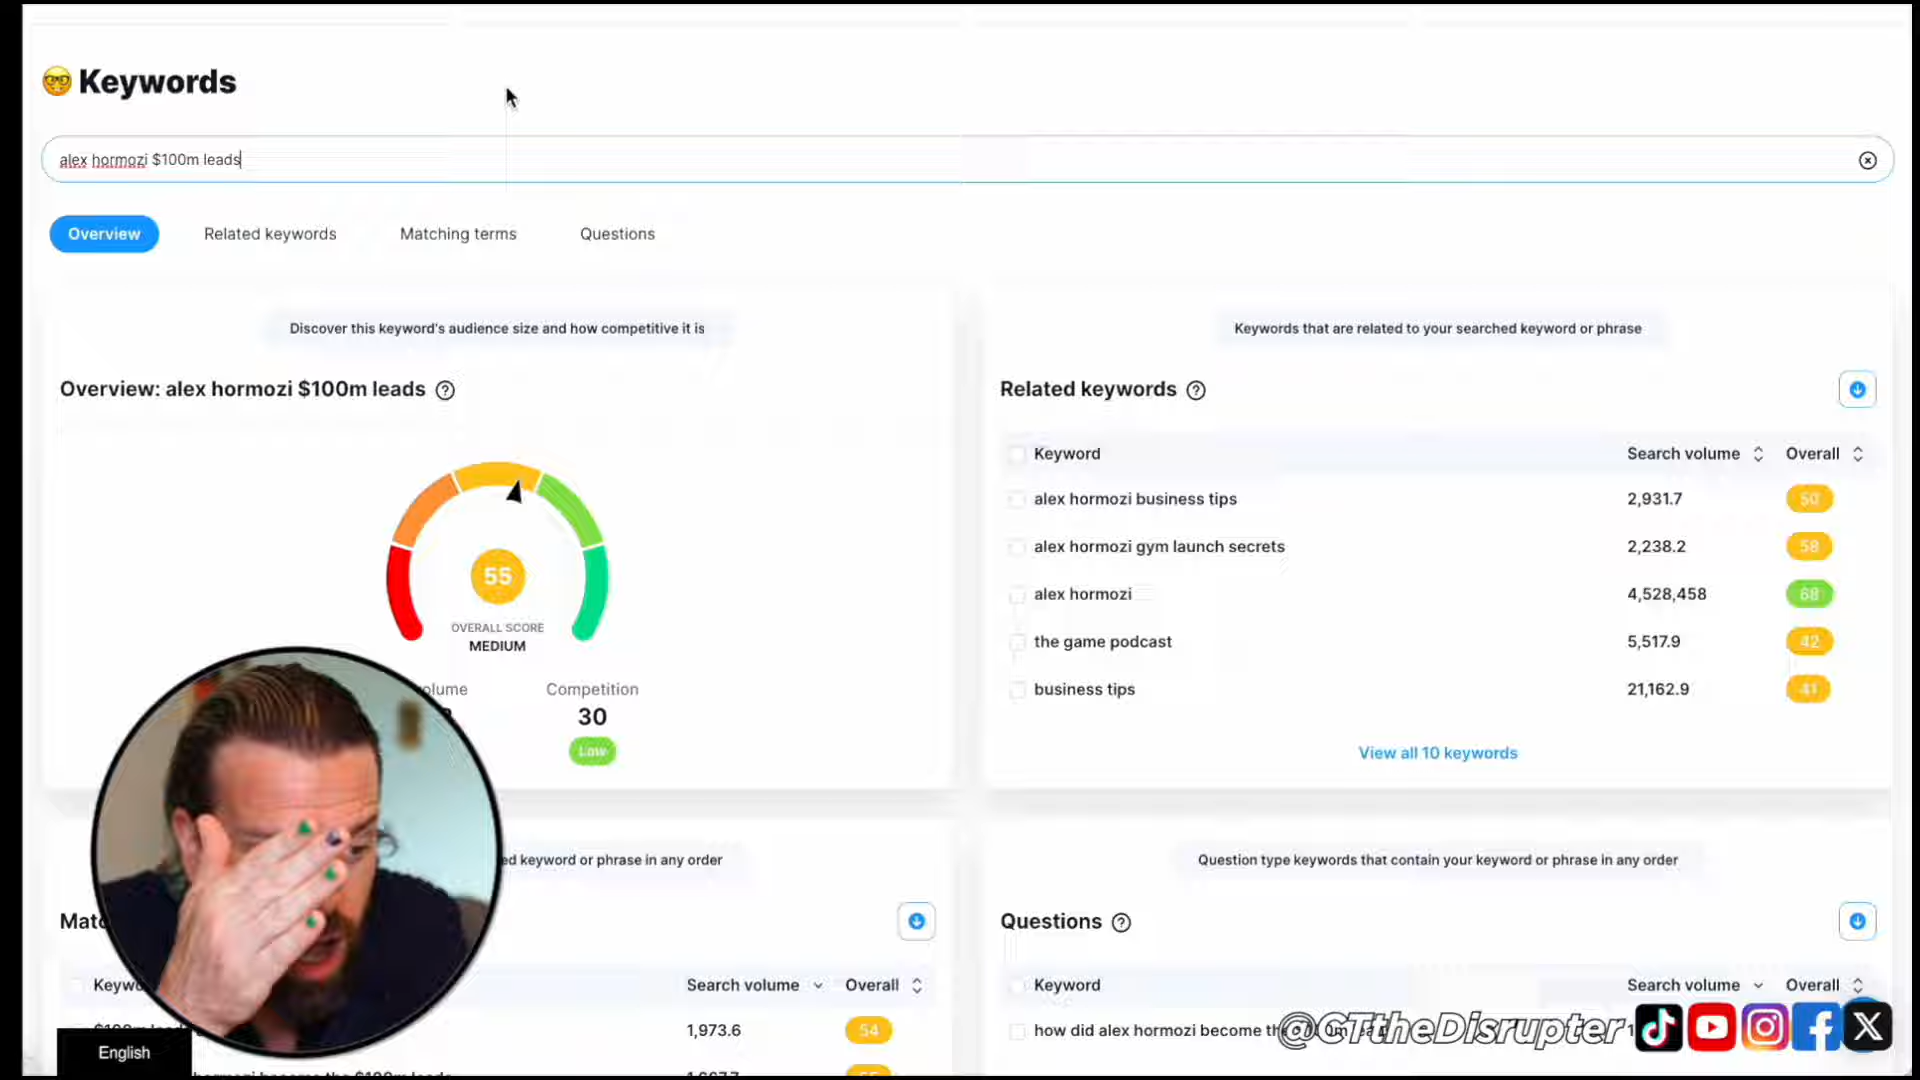 Keywords
alex hormozi $100m leads
Overview Related keywords Matching terms Questions
Discover this keyword's audience size and how competitive it is
Overview: alex hormozi $100m leads
55
OVERALL SCORE
MEDIUM
Competition
30
Low
Keywords that are related to your searched keyword or phrase
Related keywords
Keyword Search volume Overall
alex hormozi business tips 2,931.7 50
alex hormozi gym launch secrets 2,238.2 58
alex hormozi 4,528,458 68
the game podcast 5,517.9 42
business tips 21,162.9 41
View all 10 keywords
keyword or phrase in any order
Search volume Overall
1,973.6 54
Question type keywords that contain your keyword or phrase in any order
Questions
Keyword Search volume Overall
how did alex hormozi become
@CTtheDisrupter
English